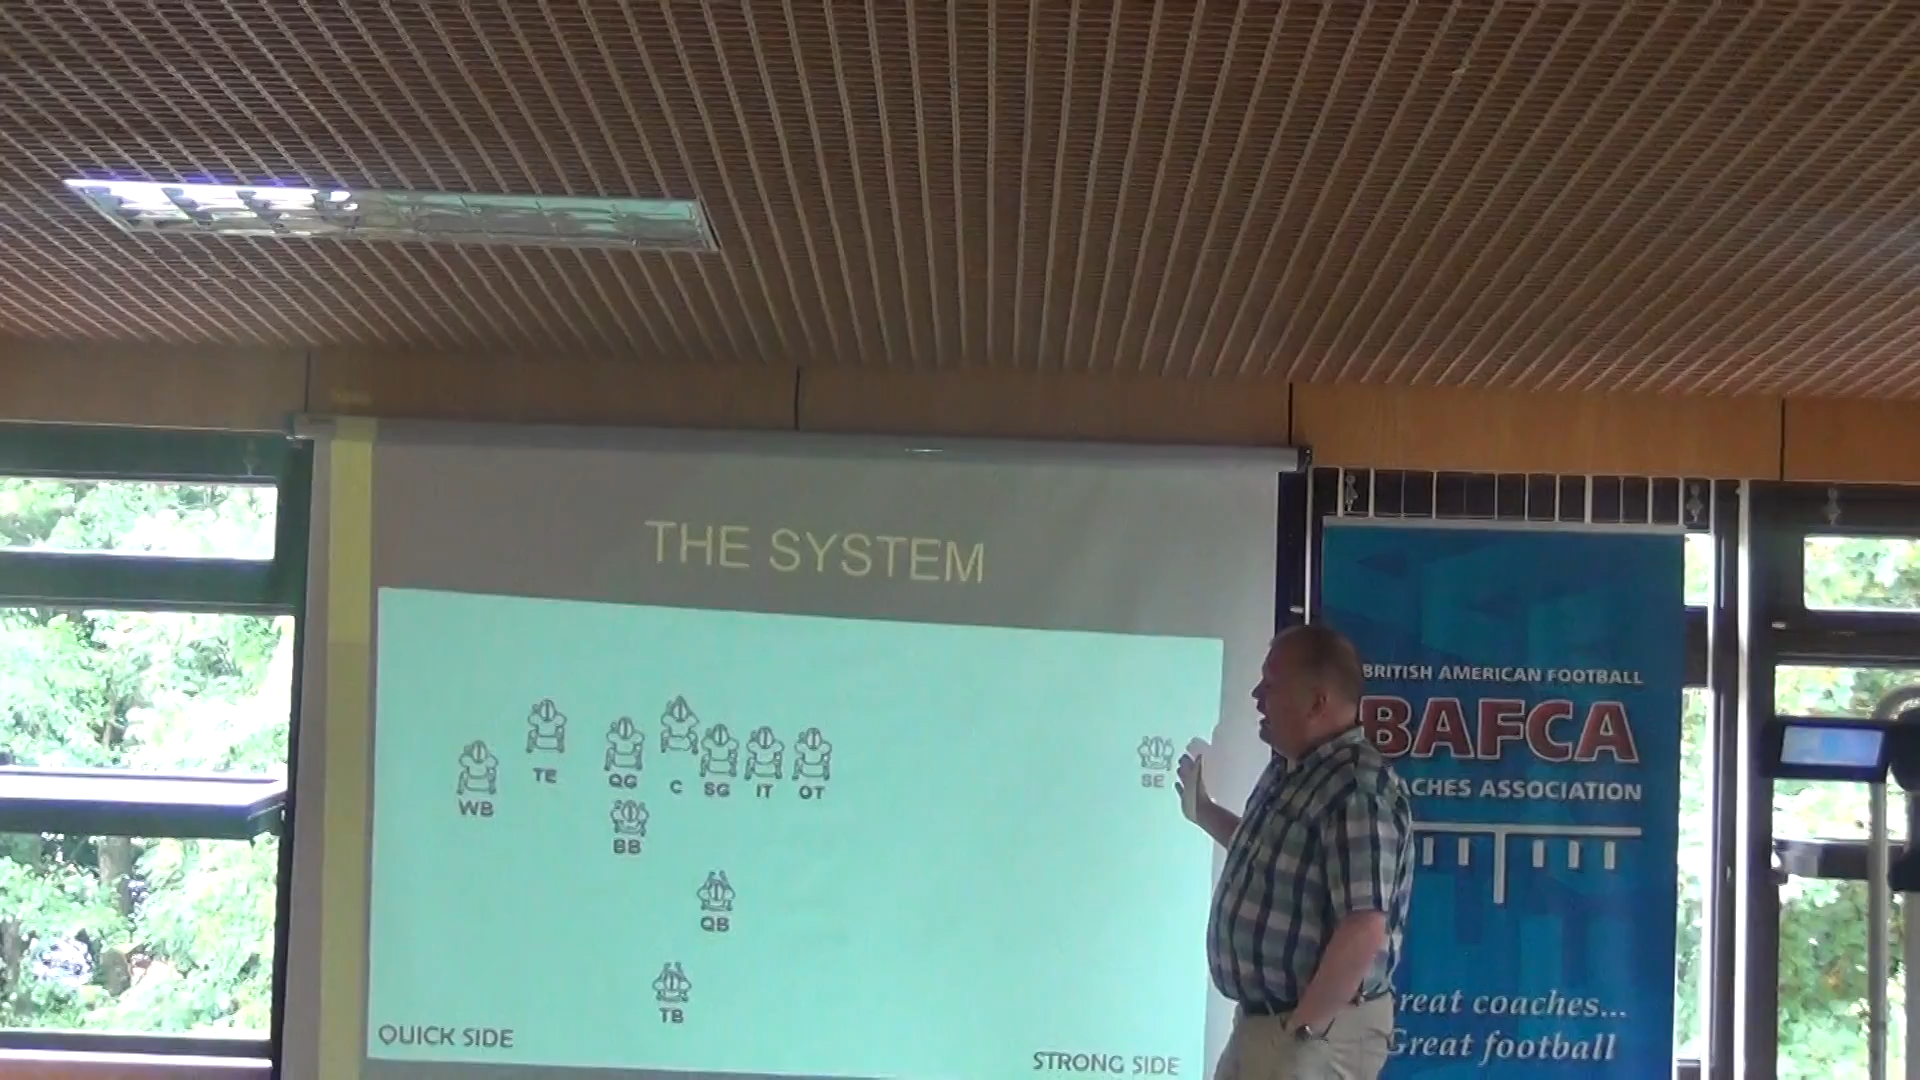 THE SYSTEM
TE
QG
C
SG
IT
OT
SE
WB
BB
QB
TB
QUICK SIDE
STRONG SIDE
BRITISH AMERICAN FOOTBALL
BAFCA
ACHES ASSOCIATION
reat coaches...
Great football